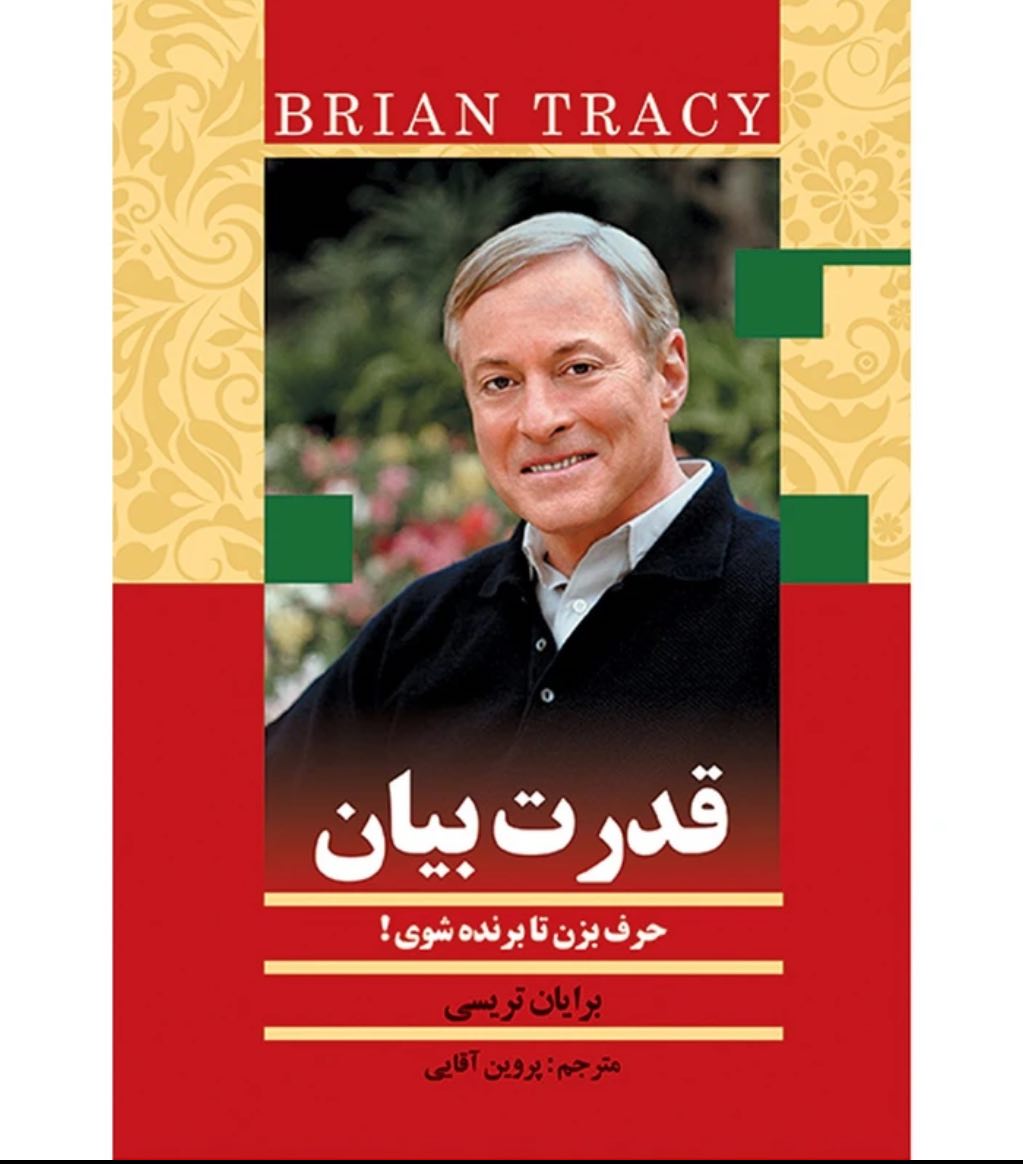 BRIAN TRACY
قدرت بیان
حرف بزن تا برنده شوی!
برایان تریسی
مترجم: پروین آقایی